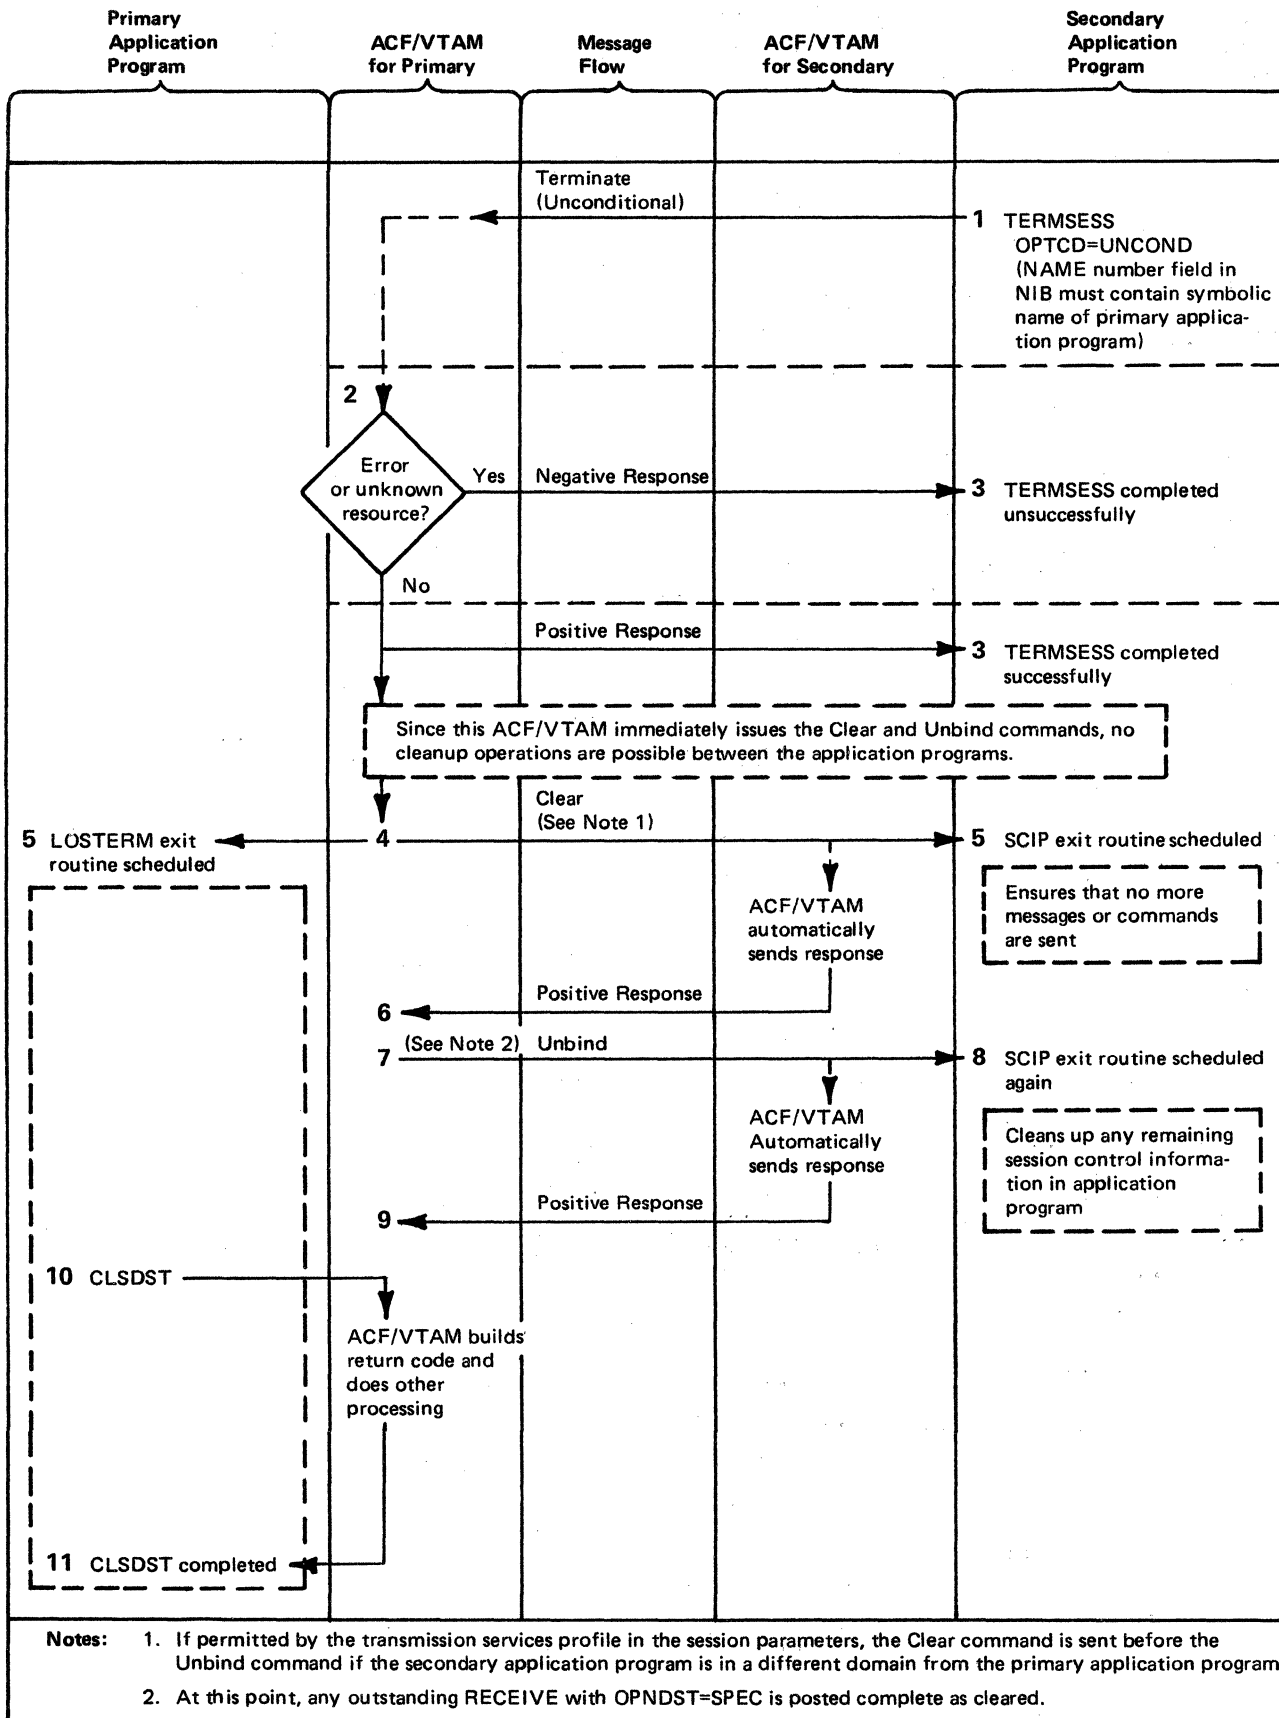 Primary
Application
Program
ACF/VTAM
for Primary
Message
Flow
ACF/VTAM
for Secondary
Secondary
Application
Program
Terminate
(Unconditional)
1 TERMSESS
OPTCD=UNCOND
(NAME number field in
NIB must contain symbolic
name of primary applica-
tion program)
2
Error
or unknown
resource?
Yes
Negative Response
3 TERMSESS completed
unsuccessfully
No
Positive Response
3 TERMSESS completed
successfully
Since this ACF/VTAM immediately issues the Clear and Unbind commands, no
cleanup operations are possible between the application programs.
Clear
(See Note 1)
5 LOSTERM exit
routine scheduled
4
5 SCIP exit routine scheduled
Ensures that no more
messages or commands
are sent
ACF/VTAM
automatically
sends response
Positive Response
6
7 (See Note 2) Unbind
8 SCIP exit routine scheduled
again
ACF/VTAM
Automatically
sends response
Cleans up any remaining
session control informa-
tion in application
program
Positive Response
9
10 CLSDST
ACF/VTAM builds
return code and
does other
processing
11 CLSDST completed
Notes: 1. If permitted by the transmission services profile in the session parameters, the Clear command is sent before the
Unbind command if the secondary application program is in a different domain from the primary application program
2. At this point, any outstanding RECEIVE with OPNDST=SPEC is posted complete as cleared.